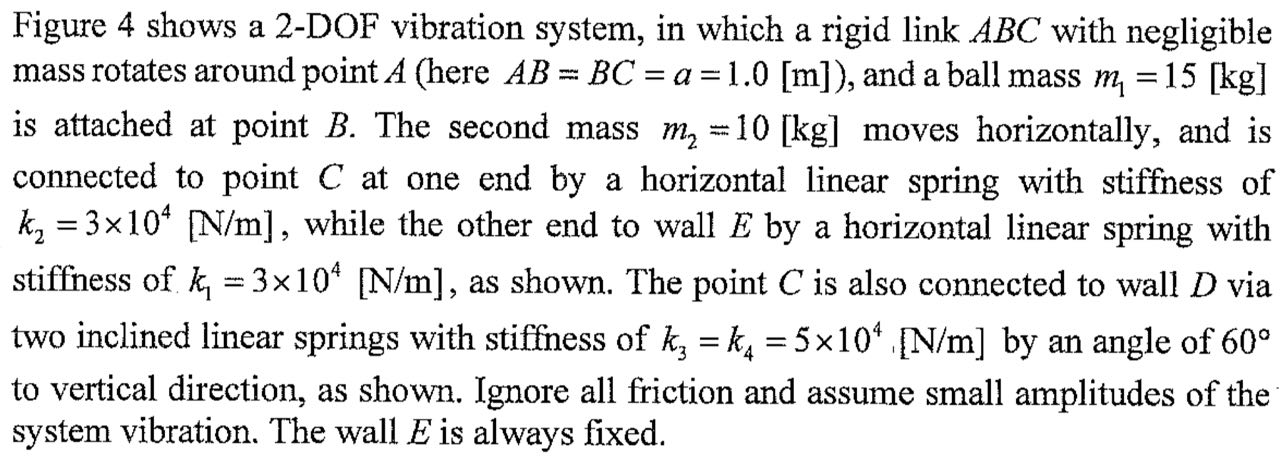 Figure 4 shows a 2-DOF vibration system, in which a rigid link ABC with negligible
mass rotates around point A (here AB = BC = a = 1.0 [m]), and a ball mass m₁ = 15 [kg]
is attached at point B. The second mass m₂ = 10 [kg] moves horizontally, and is
connected to point C at one end by a horizontal linear spring with stiffness of
k₂ = 3×10⁴ [N/m], while the other end to wall E by a horizontal linear spring with
stiffness of k₁ = 3×10⁴ [N/m], as shown. The point C is also connected to wall D via
two inclined linear springs with stiffness of k₃ = k₄ = 5×10⁴ [N/m] by an angle of 60°
to vertical direction, as shown. Ignore all friction and assume small amplitudes of the
system vibration. The wall E is always fixed.